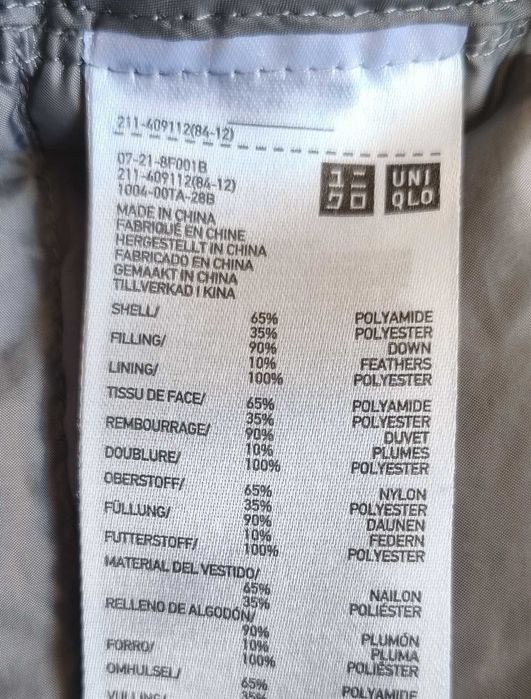 211-409112(84-12)
07-21-8F001B
211-409112(84-12)
1004-00TA-28B
ユニ
クロ
UNI
QLO
MADE IN CHINA
FABRIQUÉ EN CHINE
HERGESTELLT IN CHINA
FABRICADO EN CHINA
GEMAAKT IN CHINA
TILLVERKAD I KINA
SHELL/ 65% POLYAMIDE
35% POLYESTER
FILLING/ 90% DOWN
10% FEATHERS
LINING/ 100% POLYESTER
TISSU DE FACE/ 65% POLYAMIDE
35% POLYESTER
REMBOURRAGE/ 90% DUVET
10% PLUMES
DOUBLURE/ 100% POLYESTER
OBERSTOFF/ 65% NYLON
35% POLYESTER
FÜLLUNG/ 90% DAUNEN
10% FEDERN
FUTTERSTOFF/ 100% POLYESTER
MATERIAL DEL VESTIDO/
65% NAILON
35% POLIÉSTER
RELLENO DE ALGODÓN/
90% PLUMÓN
10% PLUMA
FORRO/ 100% POLIÉSTER
OMHULSEL/ 65% POLYAMIDE
35%
VULLING/